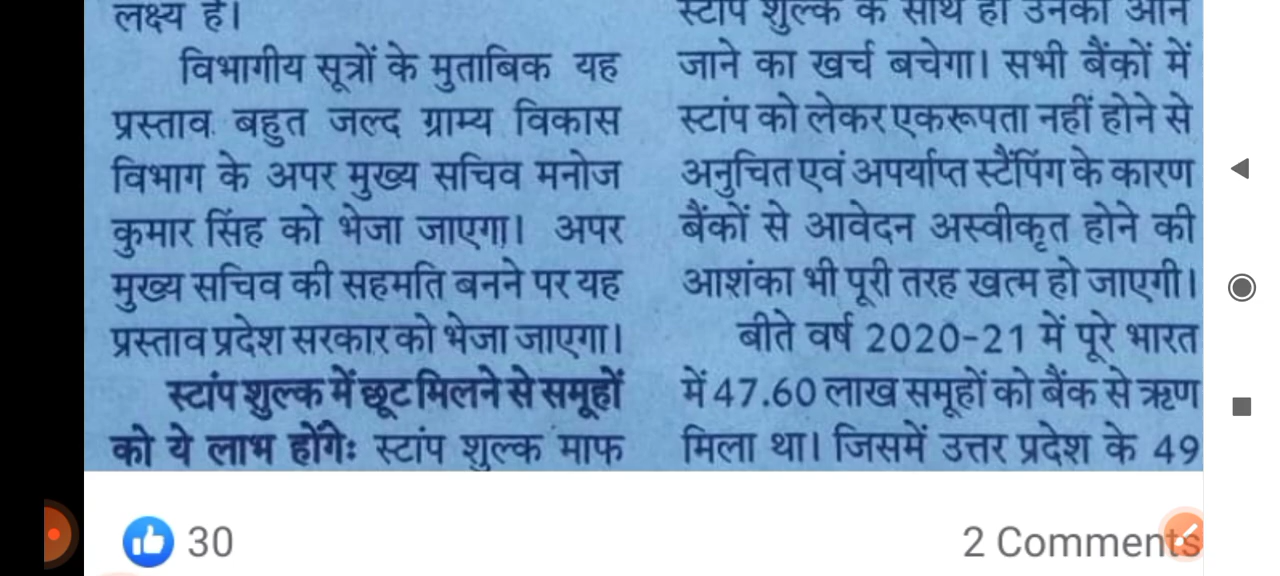 लक्ष्य है।
विभागीय सूत्रों के मुताबिक यह
प्रस्ताव बहुत जल्द ग्राम्य विकास
विभाग के अपर मुख्य सचिव मनोज
कुमार सिंह को भेजा जाएगा। अपर
मुख्य सचिव की सहमति बनने पर यह
प्रस्ताव प्रदेश सरकार को भेजा जाएगा।
स्टांप शुल्क में छूट मिलने से समूहों
को ये लाभ होंगेः स्टांप शुल्क माफ
स्टांप शुल्क के साथ ही उनका आने
जाने का खर्च बचेगा। सभी बैंकों में
स्टांप को लेकर एकरूपता नहीं होने से
अनुचित एवं अपर्याप्त स्टैंपिंग के कारण
बैंकों से आवेदन अस्वीकृत होने की
आशंका भी पूरी तरह खत्म हो जाएगी।
बीते वर्ष 2020-21 में पूरे भारत
में 47.60 लाख समूहों को बैंक से ऋण
मिला था। जिसमें उत्तर प्रदेश के 49
30
2 Comments